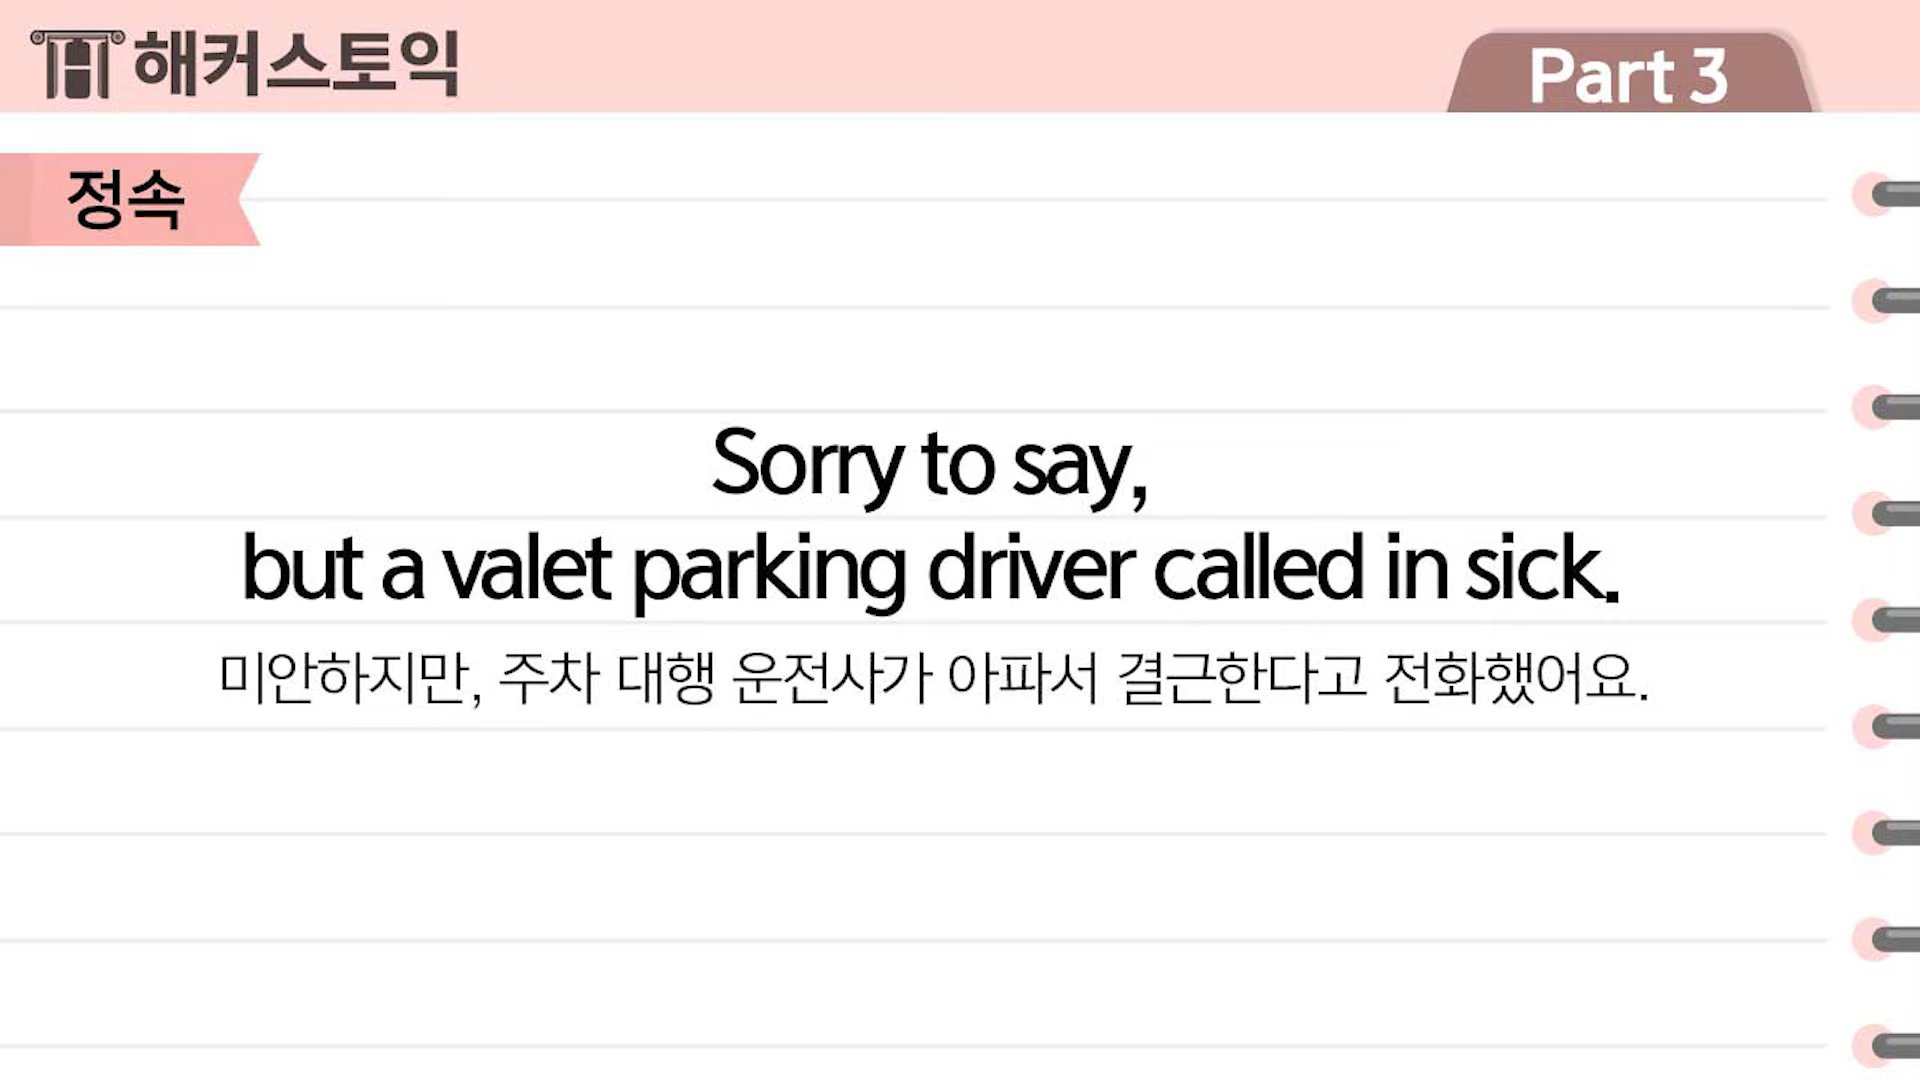 해커스토익
Part 3
정속
Sorry to say,
but a valet parking driver called in sick.
미안하지만, 주차 대행 운전사가 아파서 결근한다고 전화했어요.